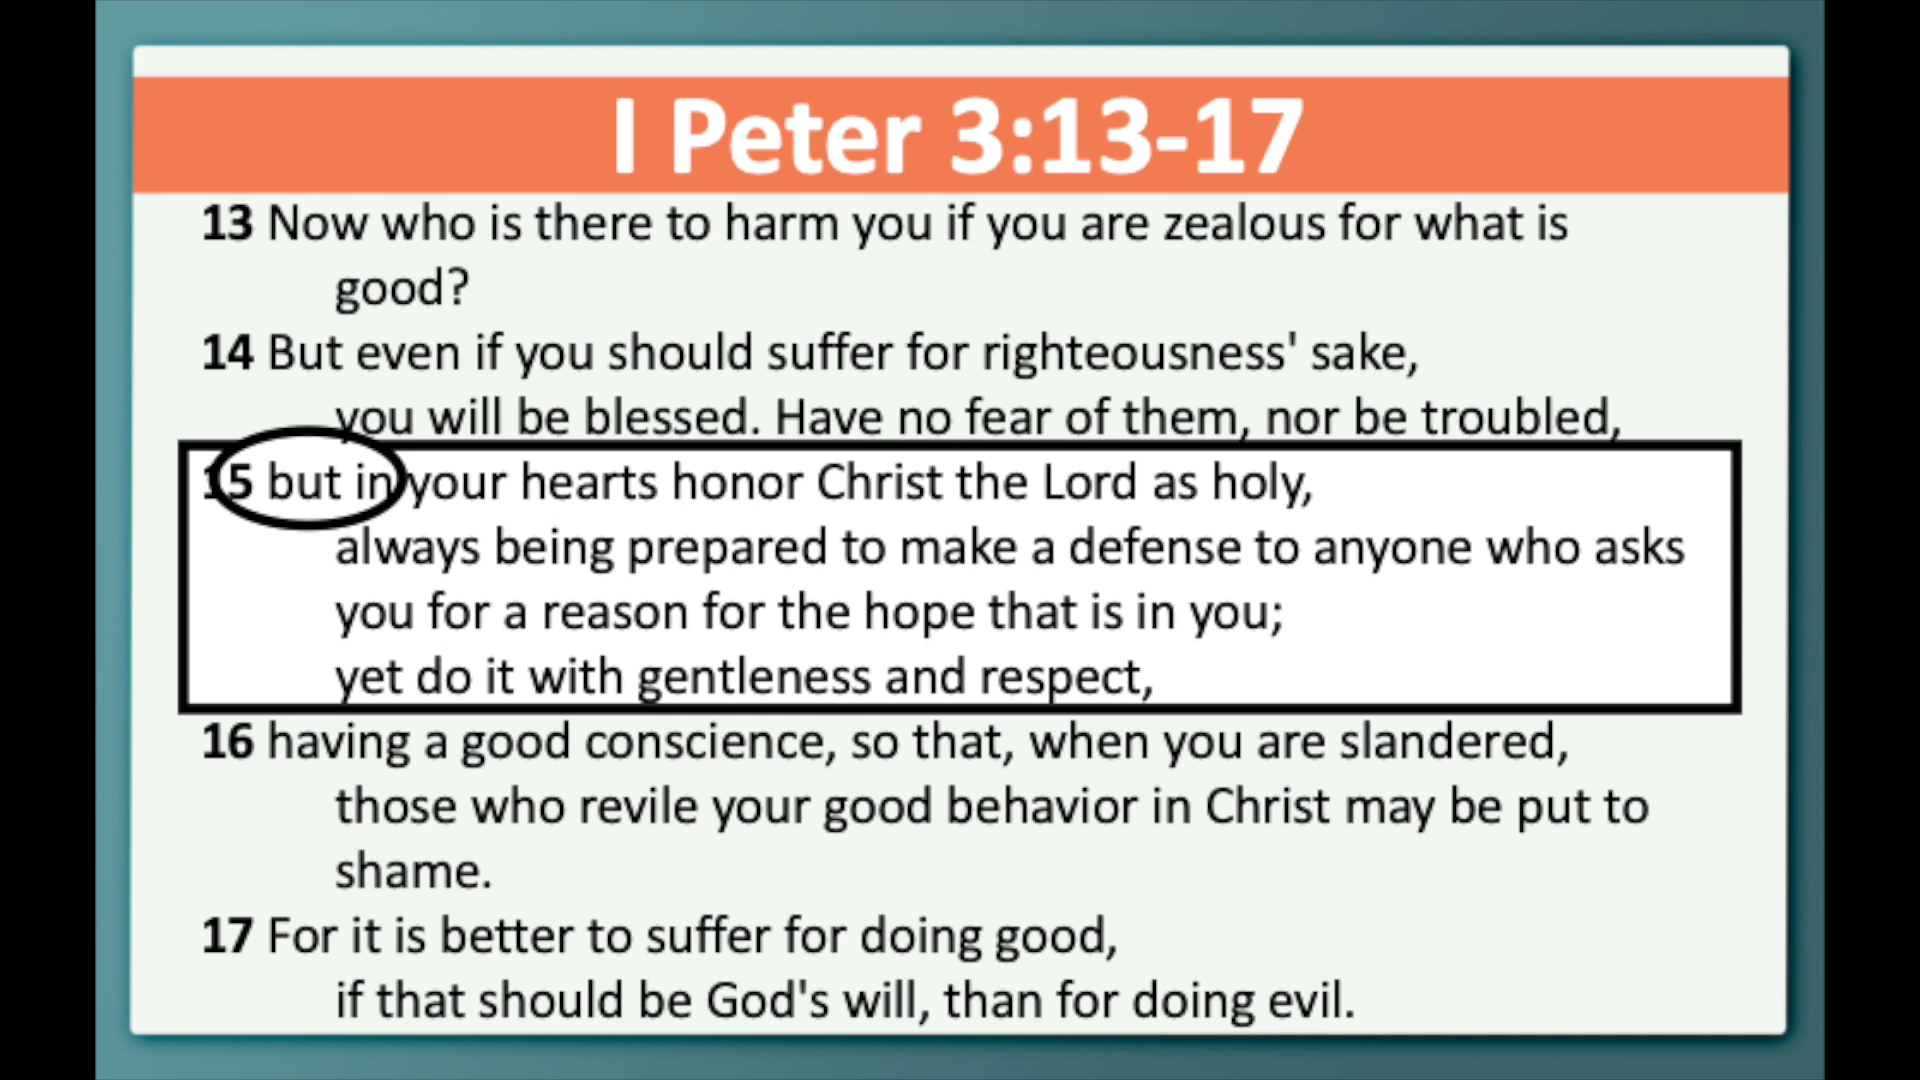 I Peter 3:13-17
13 Now who is there to harm you if you are zealous for what is
good?
14 But even if you should suffer for righteousness' sake,
you will be blessed. Have no fear of them, nor be troubled,
15 but in your hearts honor Christ the Lord as holy,
always being prepared to make a defense to anyone who asks
you for a reason for the hope that is in you;
yet do it with gentleness and respect,
16 having a good conscience, so that, when you are slandered,
those who revile your good behavior in Christ may be put to
shame.
17 For it is better to suffer for doing good,
if that should be God's will, than for doing evil.